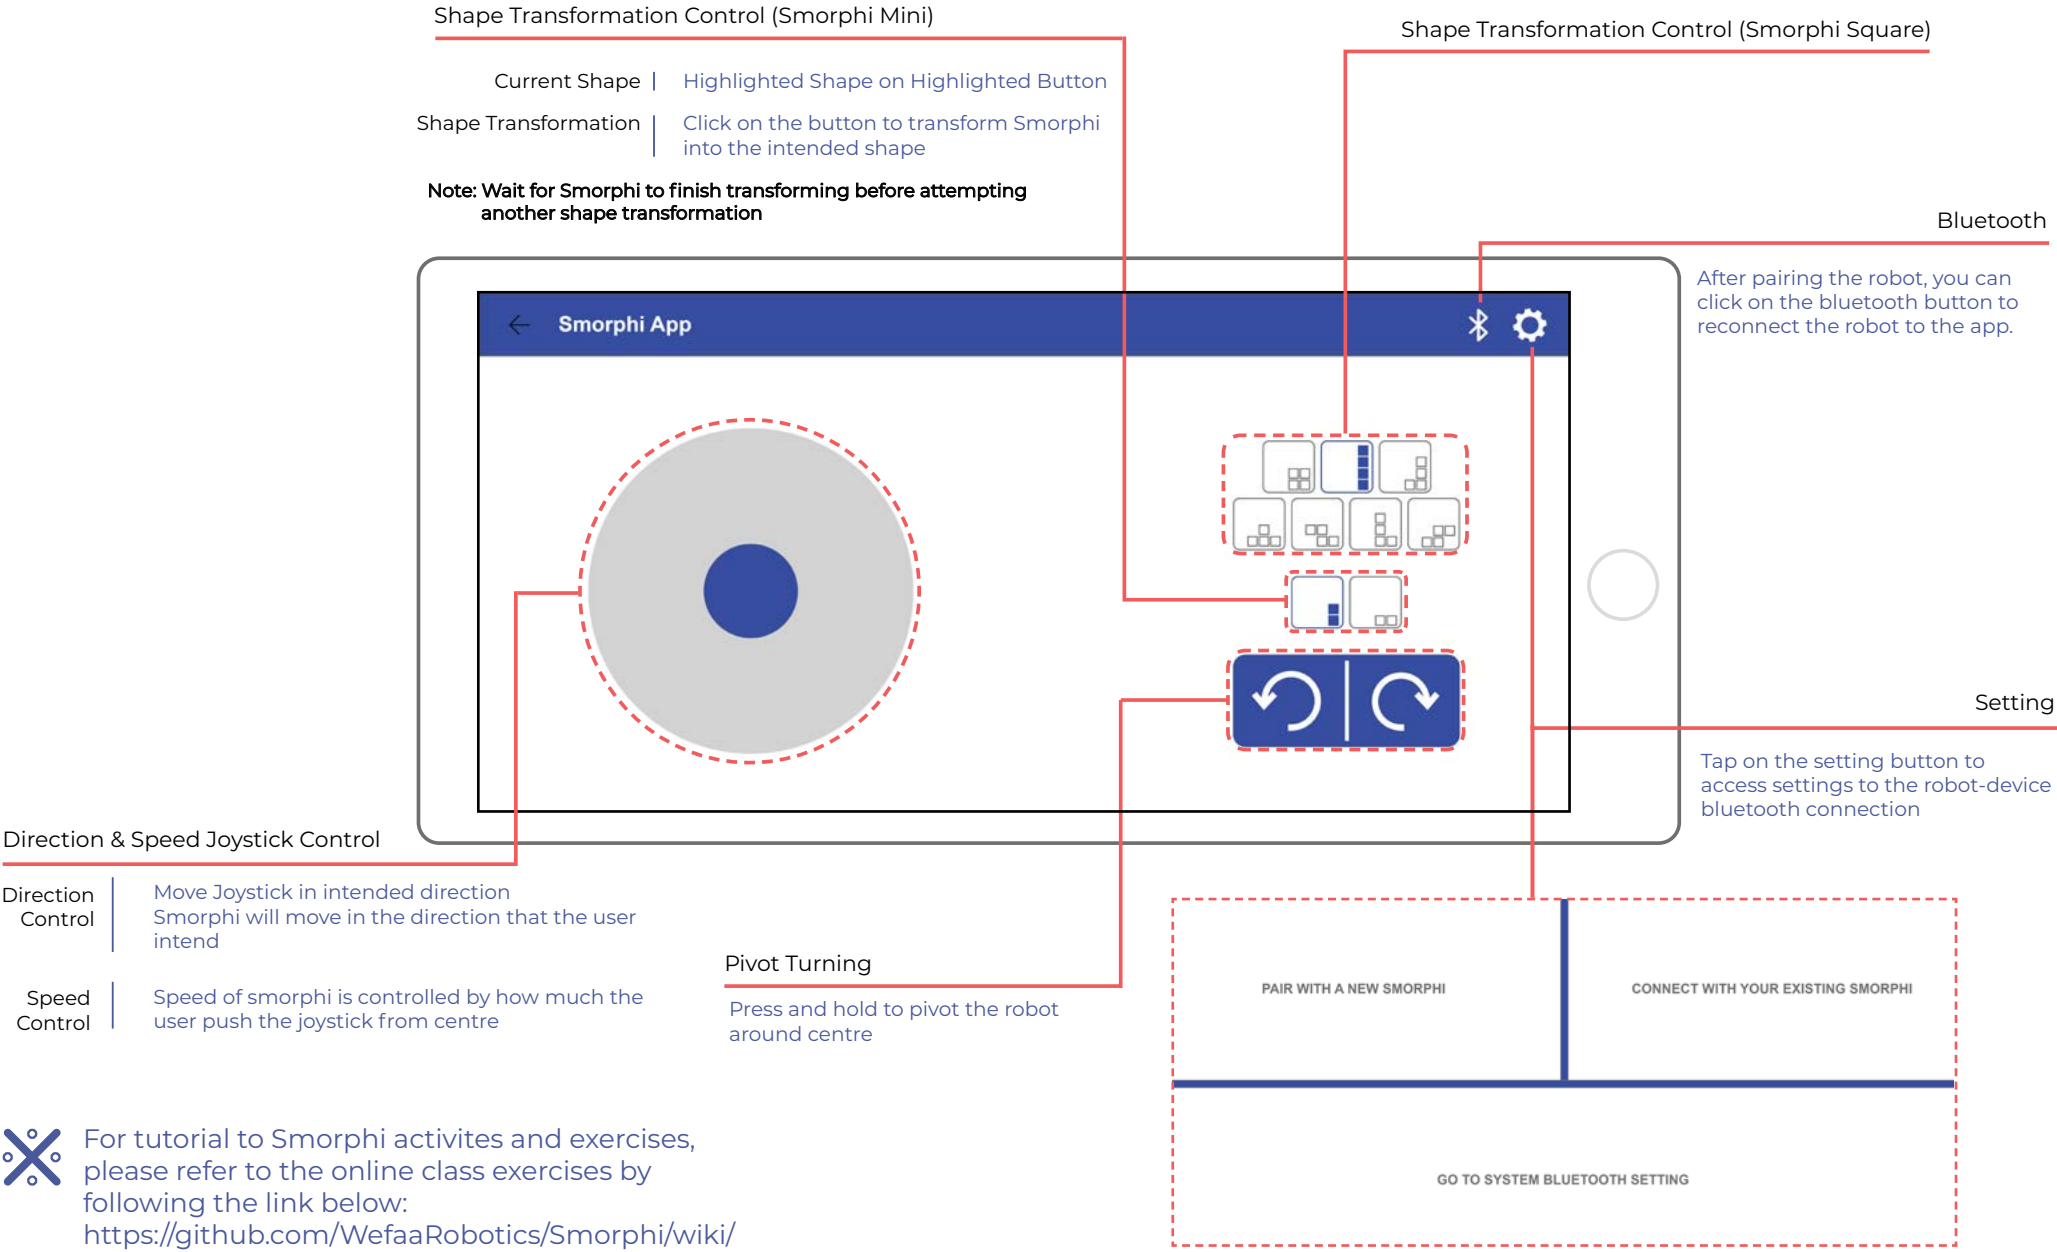 Shape Transformation Control (Smorphi Mini)
Shape Transformation Control (Smorphi Square)
Current Shape
Highlighted Shape on Highlighted Button
Shape Transformation
Click on the button to transform Smorphi
into the intended shape
Note: Wait for Smorphi to finish transforming before attempting
another shape transformation
Bluetooth
After pairing the robot, you can
click on the bluetooth button to
reconnect the robot to the app.
Smorphi App
Setting
Tap on the setting button to
access settings to the robot-device
bluetooth connection
Direction & Speed Joystick Control
Direction
Control
Move Joystick in intended direction
Smorphi will move in the direction that the user
intend
Speed
Control
Speed of smorphi is controlled by how much the
user push the joystick from centre
Pivot Turning
Press and hold to pivot the robot
around centre
PAIR WITH A NEW SMORPHI
CONNECT WITH YOUR EXISTING SMORPHI
GO TO SYSTEM BLUETOOTH SETTING
For tutorial to Smorphi activites and exercises,
please refer to the online class exercises by
following the link below:
https://github.com/WefaaRobotics/Smorphi/wiki/